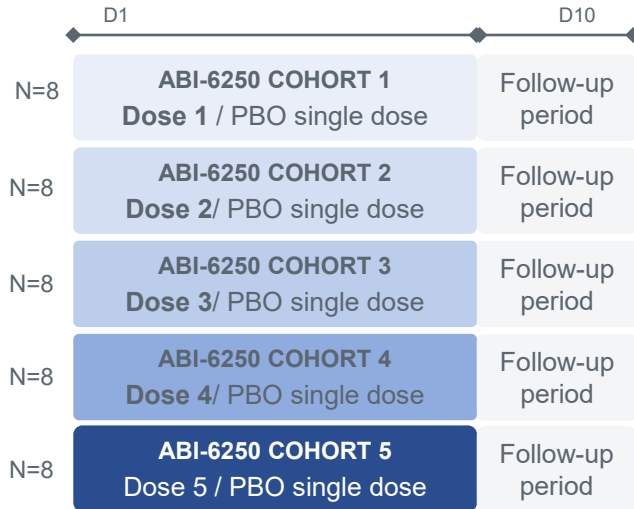 D1 D10
N=8
ABI-6250 COHORT 1
Dose 1 / PBO single dose
Follow-up
period
N=8
ABI-6250 COHORT 2
Dose 2/ PBO single dose
Follow-up
period
N=8
ABI-6250 COHORT 3
Dose 3/ PBO single dose
Follow-up
period
N=8
ABI-6250 COHORT 4
Dose 4/ PBO single dose
Follow-up
period
N=8
ABI-6250 COHORT 5
Dose 5 / PBO single dose
Follow-up
period